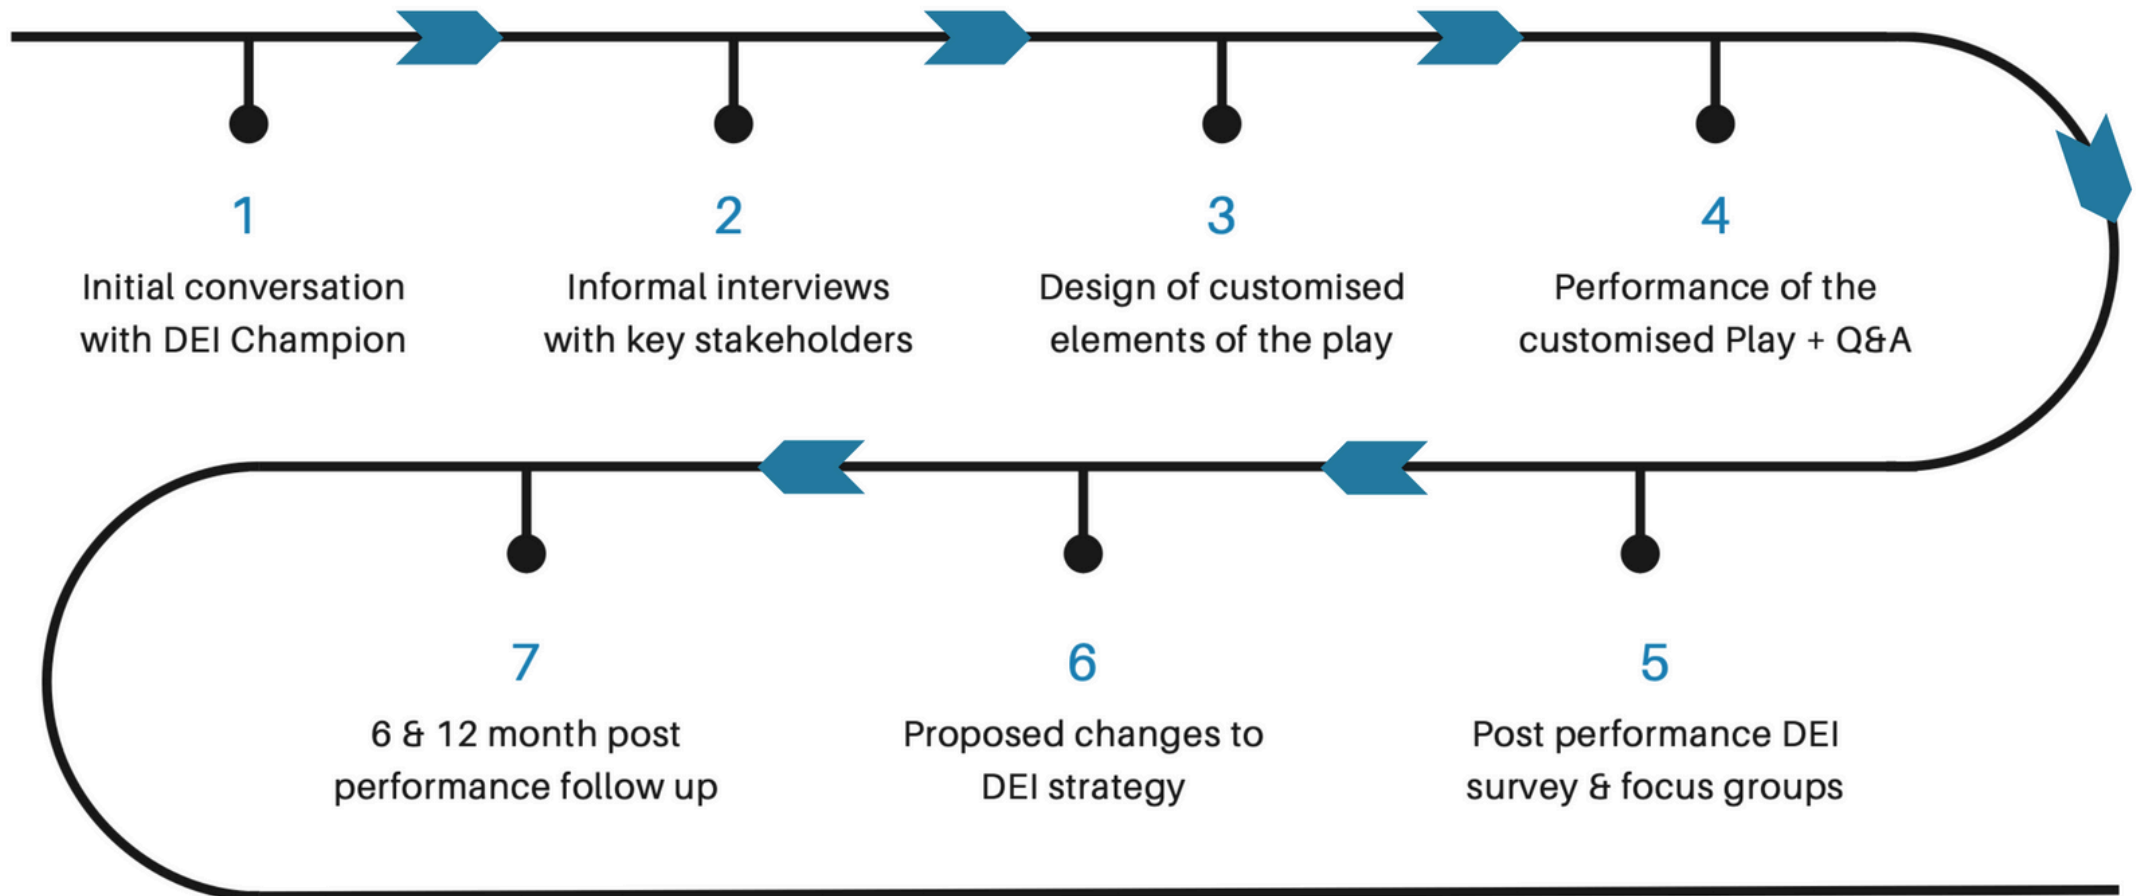 1
Initial conversation
with DEI Champion
2
Informal interviews
with key stakeholders
3
Design of customised
elements of the play
4
Performance of the
customised Play + Q&A
5
Post performance DEI
survey & focus groups
6
Proposed changes to
DEI strategy
7
6 & 12 month post
performance follow up